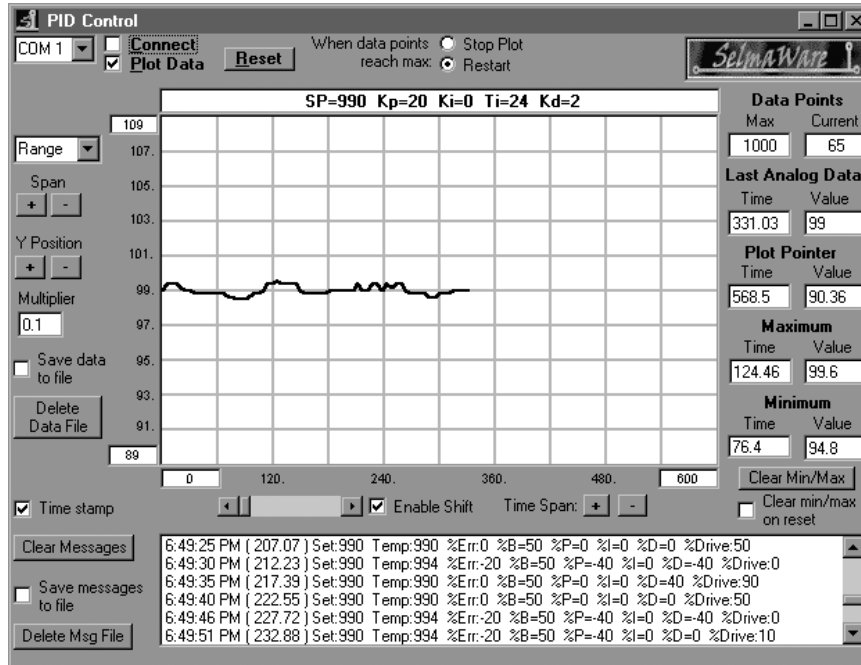 PID Control
COM 1
Connect
Plot Data
Reset
When data points reach max:
Stop Plot
Restart
SelmaWare
SP=990 Kp=20 Ki=0 Ti=24 Kd=2
Data Points
Max Current
1000 65
Last Analog Data
Time Value
331.03 99
Plot Pointer
Time Value
568.5 90.36
Maximum
Time Value
124.46 99.6
Minimum
Time Value
76.4 94.8
Clear Min/Max
Clear min/max
on reset
Range
Span
+ -
Y Position
+ -
Multiplier
0.1
Save data
to file
Delete
Data File
109
107.
105.
103.
101.
99.
97.
95.
93.
91.
89
0 120. 240. 360. 480. 600
Time stamp
Enable Shift
Time Span: + -
Clear Messages
Save messages
to file
Delete Msg File
6:49:25 PM ( 207.07 ) Set:990 Temp:990 %Err:0 %B=50 %P=0 %I=0 %D=0 %Drive:50
6:49:30 PM ( 212.23 ) Set:990 Temp:994 %Err:-20 %B=50 %P=-40 %I=0 %D=-40 %Drive:0
6:49:35 PM ( 217.39 ) Set:990 Temp:990 %Err:0 %B=50 %P=0 %I=0 %D=40 %Drive:90
6:49:40 PM ( 222.55 ) Set:990 Temp:990 %Err:0 %B=50 %P=0 %I=0 %D=0 %Drive:50
6:49:46 PM ( 227.72 ) Set:990 Temp:994 %Err:-20 %B=50 %P=-40 %I=0 %D=-40 %Drive:0
6:49:51 PM ( 232.88 ) Set:990 Temp:994 %Err:-20 %B=50 %P=-40 %I=0 %D=0 %Drive:10